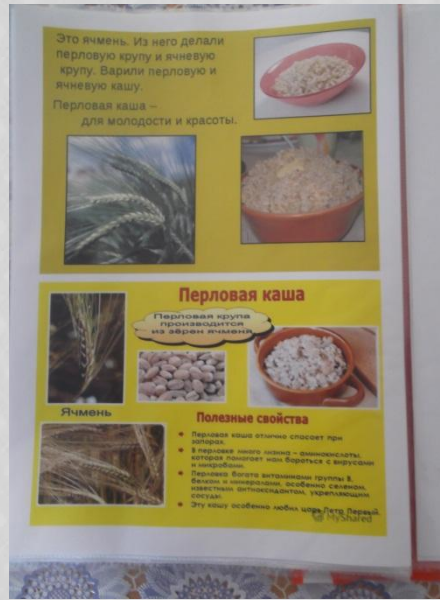 Это ячмень. Из него делали
перловую крупу и ячневую
крупу. Варили перловую и
ячневую кашу.
Перловая каша –
для молодости и красоты.
Перловая каша
Перловая крупа
производится
из зёрен ячменя
Ячмень
Полезные свойства
Перловая каша отлично спасает при
запорах.
В перловке много лизина – аминокислоты,
которая помогает нам бороться с вирусами
и микробами.
Перловка богата витаминами группы В,
белком и минералами, особенно селеном,
известным антиоксидантом, укрепляющим
сосуды.
Эту кашу особенно любил царь Петр Первый.
MyShared